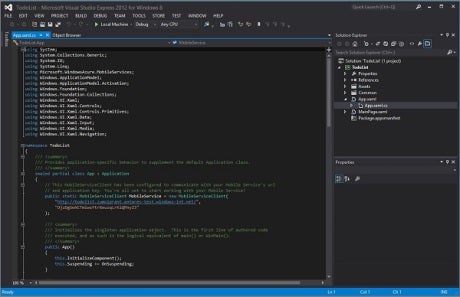 TodoList - Microsoft Visual Studio Express 2012 for Windows 8
Quick Launch (Ctrl+Q)
FILE EDIT VIEW PROJECT BUILD DEBUG TEAM SQL STORE TEST WINDOW HELP
Local Machine Debug Any CPU
Toolbox
App.xaml.cs Object Browser
TodoList.App
MobileService
using System;
using System.Collections.Generic;
using System.IO;
using System.Linq;
using Microsoft.WindowsAzure.MobileServices;
using Windows.ApplicationModel;
using Windows.ApplicationModel.Activation;
using Windows.Foundation;
using Windows.Foundation.Collections;
using Windows.UI.Xaml;
using Windows.UI.Xaml.Controls;
using Windows.UI.Xaml.Controls.Primitives;
using Windows.UI.Xaml.Data;
using Windows.UI.Xaml.Input;
using Windows.UI.Xaml.Media;
using Windows.UI.Xaml.Navigation;
namespace TodoList
{
/// <summary>
/// Provides application-specific behavior to supplement the default Application class.
/// </summary>
sealed partial class App : Application
{
// This MobileServiceClient has been configured to communicate with your Mobile Service's url
// and application key. You're all set to start working with your Mobile Service!
public static MobileServiceClient MobileService = new MobileServiceClient(
);
/// <summary>
/// Initializes the singleton application object. This is the first line of authored code
/// executed, and as such is the logical equivalent of main() or WinMain().
/// </summary>
public App()
{
this.InitializeComponent();
this.Suspending += OnSuspending;
}
Solution Explorer
Search Solution Explorer (Ctrl+;)
Solution 'TodoList' (1 project)
TodoList
Properties
References
Assets
Common
App.xaml
App.xaml.cs
MainPage.xaml
Package.appxmanifest
Properties
100 %
Ready
Ln 1
Col 1
Ch 1
INS